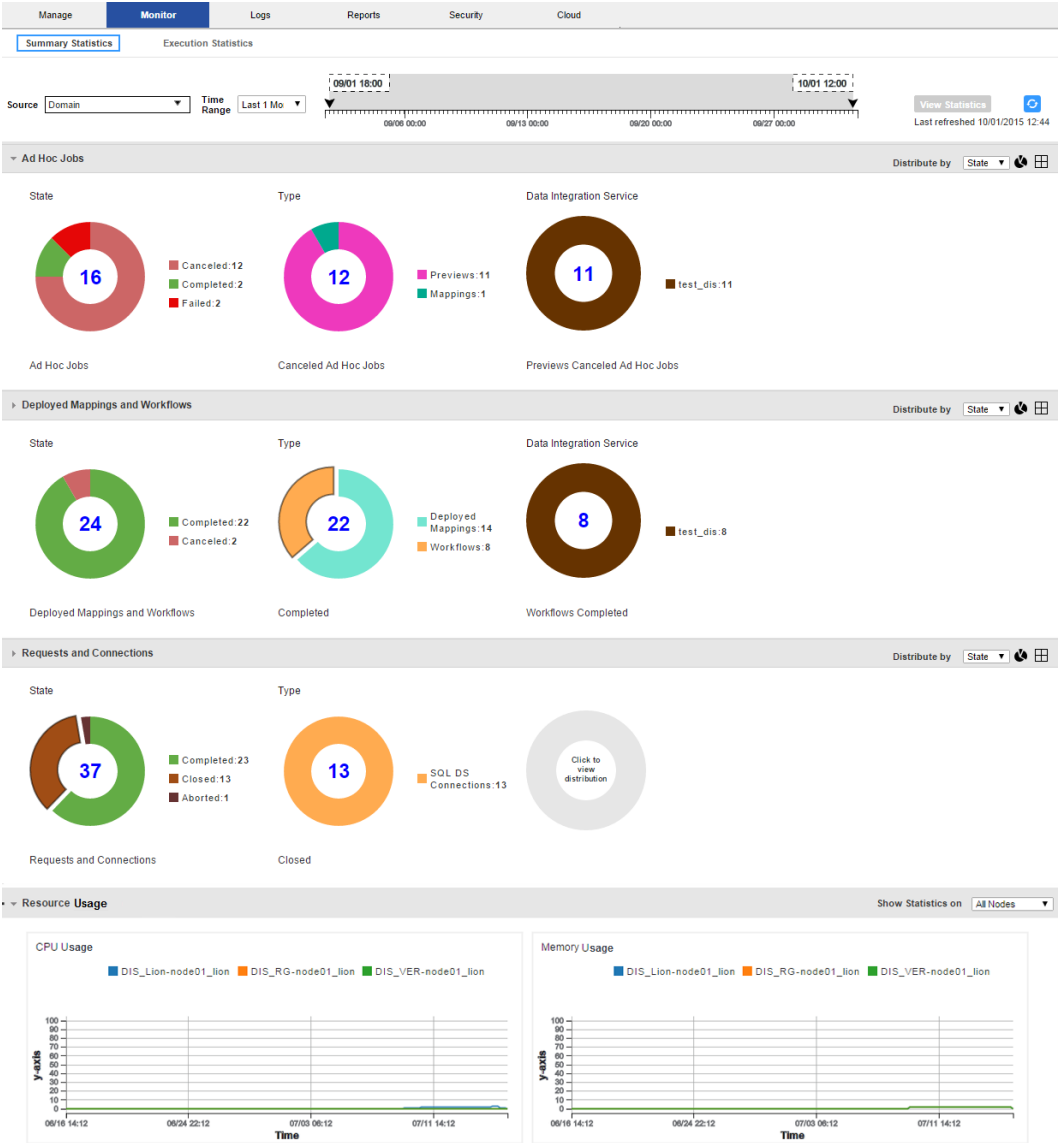 Manage Monitor Logs Reports Security Cloud
Summary Statistics Execution Statistics
09/01 18:00 10/01 12:00
Source Domain Time Range Last 1 Mo View Statistics
09/06 00:00 09/13 00:00 09/20 00:00 09/27 00:00 Last refreshed 10/01/2015 12:44
Ad Hoc Jobs Distribute by State
State Type Data Integration Service
16
Canceled:12
Completed:2
Failed:2
12
Previews:11
Mappings:1
11
test_dis:11
Ad Hoc Jobs Canceled Ad Hoc Jobs Previews Canceled Ad Hoc Jobs
Deployed Mappings and Workflows Distribute by State
State Type Data Integration Service
24
Completed:22
Canceled:2
22
Deployed
Mappings:14
Workflows:8
8
test_dis:8
Deployed Mappings and Workflows Completed Workflows Completed
Requests and Connections Distribute by State
State Type
37
Completed:23
Closed:13
Aborted:1
13
SQL DS
Connections:13
Click to
view
distribution
Requests and Connections Closed
Resource Usage Show Statistics on All Nodes
CPU Usage
DIS_Lion-node01_lion DIS_RG-node01_lion DIS_VER-node01_lion
100
90
80
70
60
50
40
30
20
10
0
y-axis
06/16 14:12 06/24 22:12 07/03 06:12 07/11 14:12
Time
Memory Usage
DIS_Lion-node01_lion DIS_RG-node01_lion DIS_VER-node01_lion
100
90
80
70
60
50
40
30
20
10
0
y-axis
06/16 14:12 06/24 22:12 07/03 06:12 07/11 14:12
Time